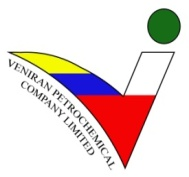 VENIRAN PETROCHEMICAL
COMPANY LIMITED